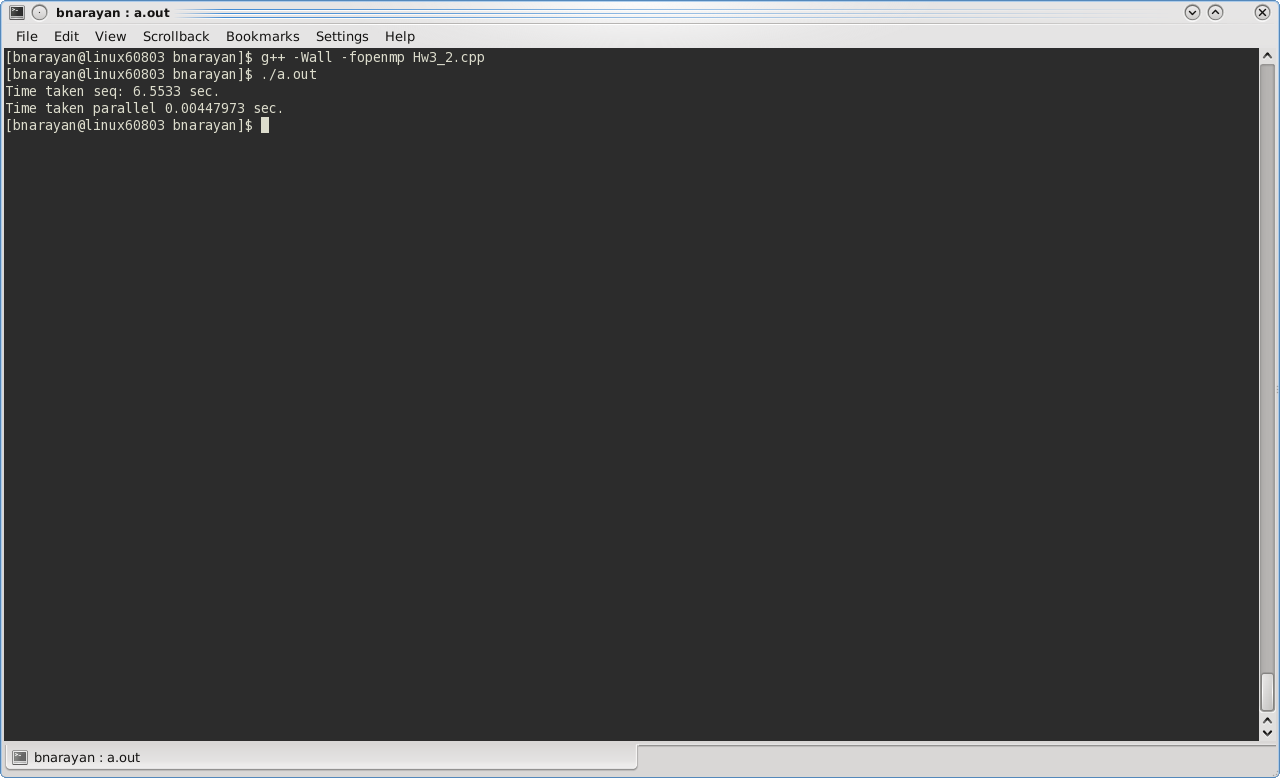 bnarayan : a.out
File Edit View Scrollback Bookmarks Settings Help
[bnarayan@linux60803 bnarayan]$ g++ -Wall -fopenmp Hw3_2.cpp
[bnarayan@linux60803 bnarayan]$ ./a.out
Time taken seq: 6.5533 sec.
Time taken parallel 0.00447973 sec.
[bnarayan@linux60803 bnarayan]$
bnarayan : a.out